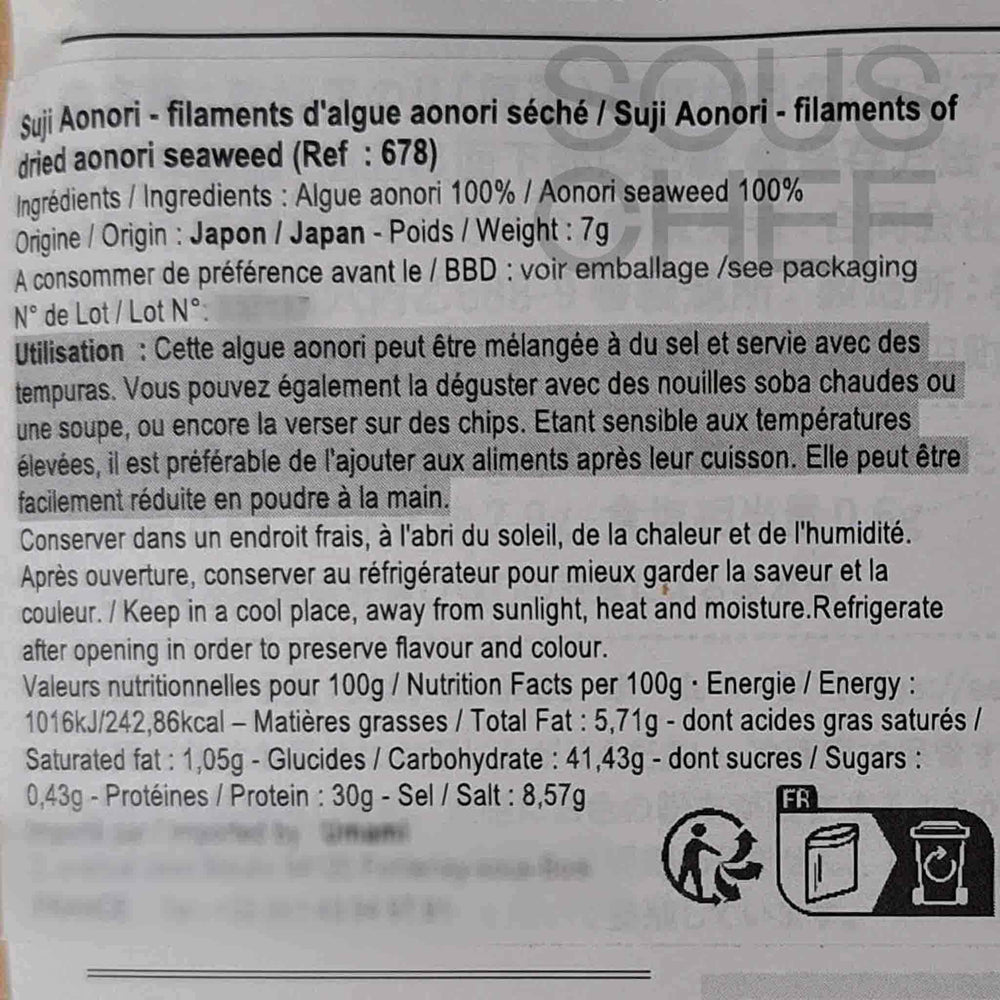 SOUS
CHEF
Suji Aonori - filaments d'algue aonori séché / Suji Aonori - filaments of
dried aonori seaweed (Ref : 678)
Ingrédients / Ingredients : Algue aonori 100% / Aonori seaweed 100%
Origine / Origin : Japon / Japan - Poids / Weight : 7g
A consommer de préférence avant le / BBD : voir emballage /see packaging
N° de Lot / Lot N°:
Utilisation : Cette algue aonori peut être mélangée à du sel et servie avec des
tempuras. Vous pouvez également la déguster avec des nouilles soba chaudes ou
une soupe, ou encore la verser sur des chips. Etant sensible aux températures
élevées, il est préférable de l'ajouter aux aliments après leur cuisson. Elle peut être
facilement réduite en poudre à la main.
Conserver dans un endroit frais, à l'abri du soleil, de la chaleur et de l'humidité.
Après ouverture, conserver au réfrigérateur pour mieux garder la saveur et la
couleur. / Keep in a cool place, away from sunlight, heat and moisture.Refrigerate
after opening in order to preserve flavour and colour.
Valeurs nutritionnelles pour 100g / Nutrition Facts per 100g · Energie / Energy :
1016kJ/242,86kcal – Matières grasses / Total Fat : 5,71g - dont acides gras saturés /
Saturated fat : 1,05g - Glucides / Carbohydrate : 41,43g - dont sucres / Sugars :
0,43g - Protéines / Protein : 30g - Sel / Salt : 8,57g
FR